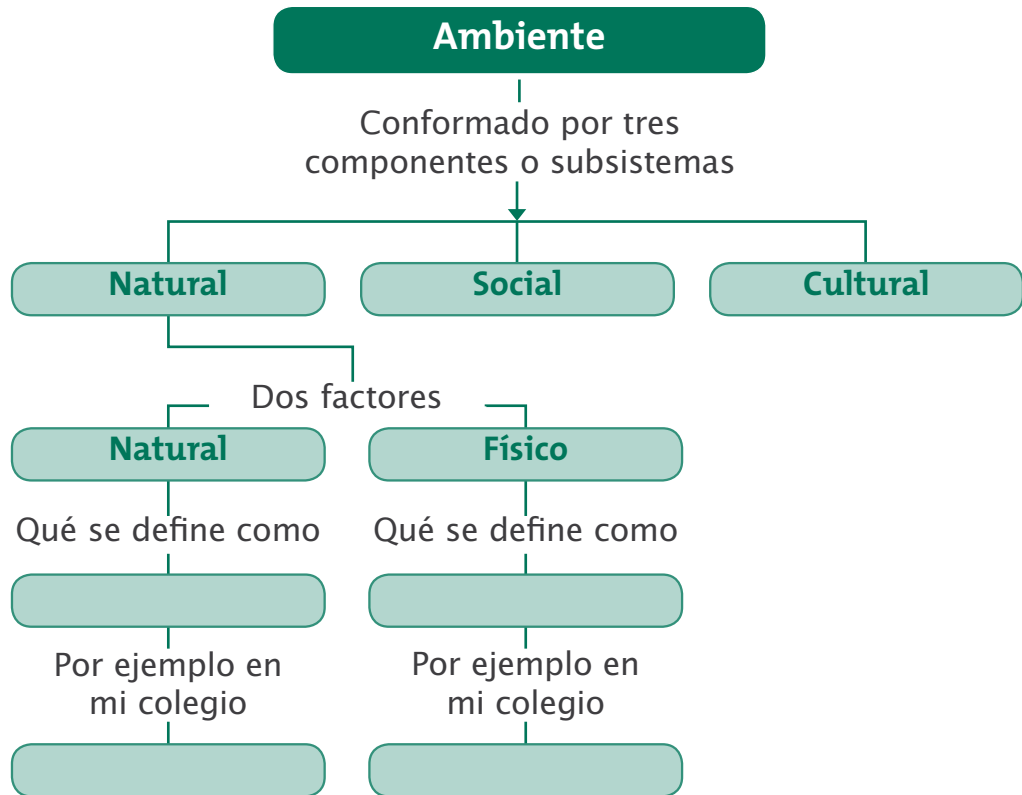 Ambiente
Conformado por tres
componentes o subsistemas
Natural
Social
Cultural
Dos factores
Natural
Físico
Qué se define como
Qué se define como
Por ejemplo en
mi colegio
Por ejemplo en
mi colegio